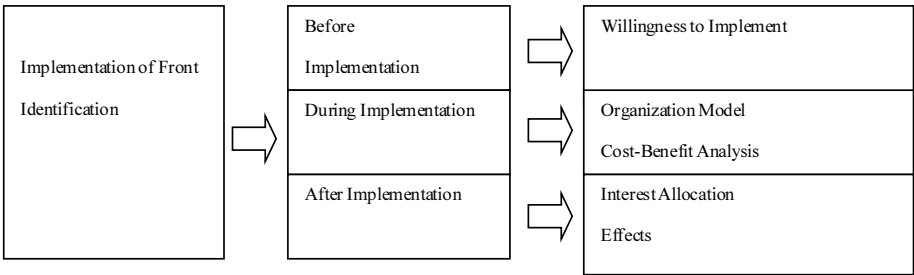 Implementation of Front
Identification
Before
Implementation
Willingness to Implement
During Implementation
Organization Model
Cost-Benefit Analysis
After Implementation
Interest Allocation
Effects